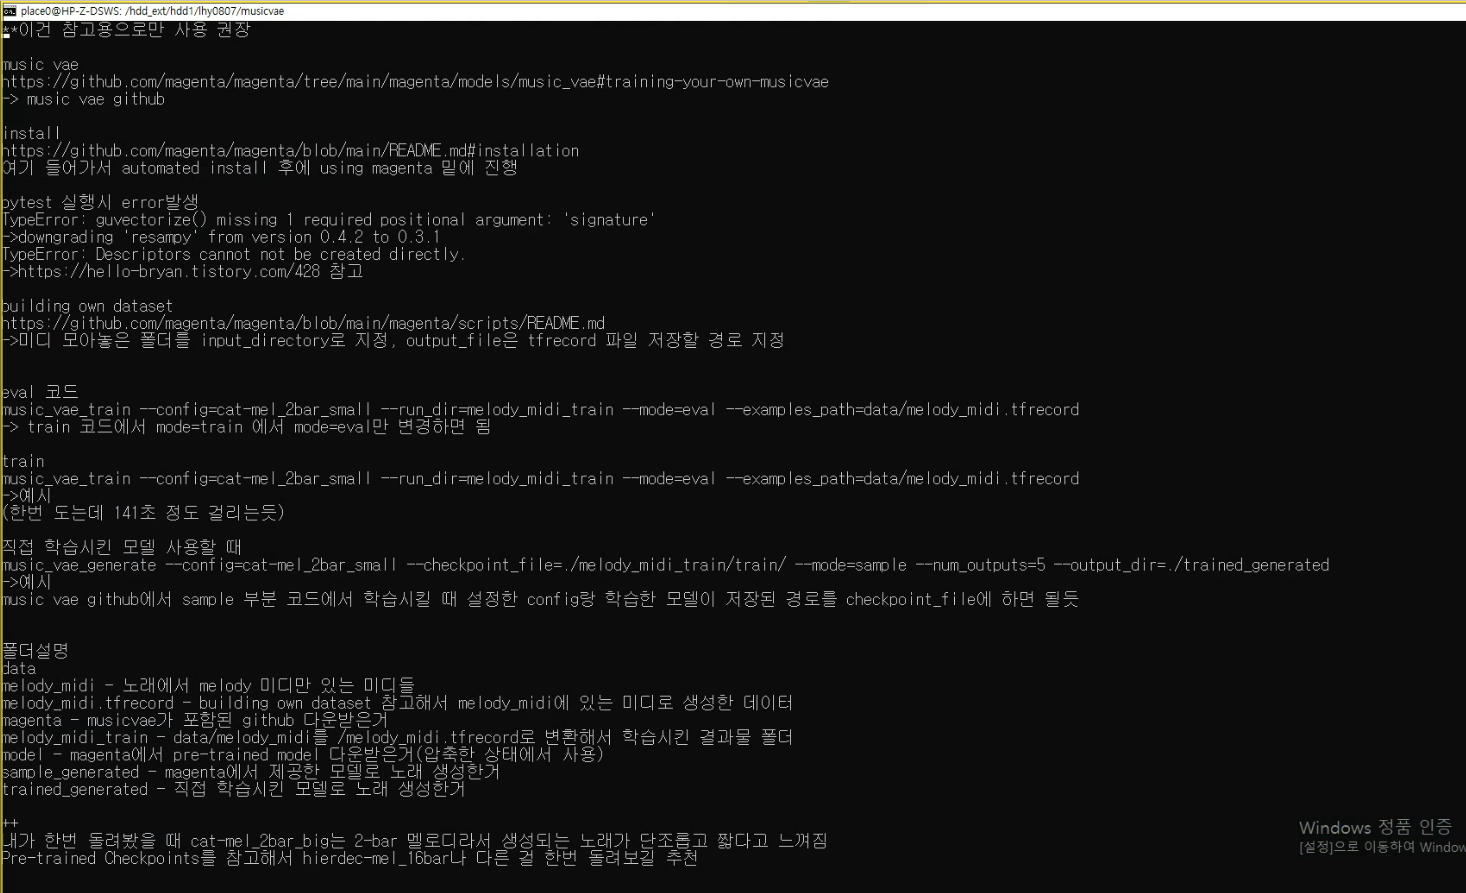 place0@HP-Z-DSWS: /hdd_ext/hdd1/lhy0807/musicvae
**이건 참고용으로만 사용 권장
music vae
https://github.com/magenta/magenta/tree/main/magenta/models/music_vae#training-your-own-musicvae
-> music vae github
install
https://github.com/magenta/magenta/blob/main/README.md#installation
여기 들어가서 automated install 후에 using magenta 밑에 진행
pytest 실행시 error발생
TypeError: guvectorize() missing 1 required positional argument: 'signature'
->downgrading 'resampy' from version 0.4.2 to 0.3.1
TypeError: Descriptors cannot not be created directly.
->https://hello-bryan.tistory.com/428 참고
building own dataset
https://github.com/magenta/magenta/blob/main/magenta/scripts/README.md
->미디 모아놓은 폴더를 input_directory로 지정, output_file은 tfrecord 파일 저장할 경로 지정
eval 코드
music_vae_train --config=cat-mel_2bar_small --run_dir=melody_midi_train --mode=eval --examples_path=data/melody_midi.tfrecord
-> train 코드에서 mode=train 에서 mode=eval만 변경하면 됨
train
music_vae_train --config=cat-mel_2bar_small --run_dir=melody_midi_train --mode=eval --examples_path=data/melody_midi.tfrecord
->예시
(한번 도는데 141초 정도 걸리는듯)
직접 학습시킨 모델 사용할 때
music_vae_generate --config=cat-mel_2bar_small --checkpoint_file=./melody_midi_train/train/ --mode=sample --num_outputs=5 --output_dir=./trained_generated
->예시
music vae github에서 sample 부분 코드에서 학습시킬 때 설정한 config랑 학습한 모델이 저장된 경로를 checkpoint_file에 하면 될듯
폴더설명
data
melody_midi - 노래에서 melody 미디만 있는 미디들
melody_midi.tfrecord - building own dataset 참고해서 melody_midi에 있는 미디로 생성한 데이터
magenta - musicvae가 포함된 github 다운받은거
melody_midi_train - data/melody_midi를 /melody_midi.tfrecord로 변환해서 학습시킨 결과물 폴더
model - magenta에서 pre-trained model 다운받은거(압축한 상태에서 사용)
sample_generated - magenta에서 제공한 모델로 노래 생성한거
trained_generated - 직접 학습시킨 모델로 노래 생성한거
++
내가 한번 돌려봤을 때 cat-mel_2bar_big는 2-bar 멜로디라서 생성되는 노래가 단조롭고 짧다고 느껴짐
Pre-trained Checkpoints를 참고해서 hierdec-mel_16bar나 다른 걸 한번 돌려보길 추천
Windows 정품 인증
[설정]으로 이동하여 Window